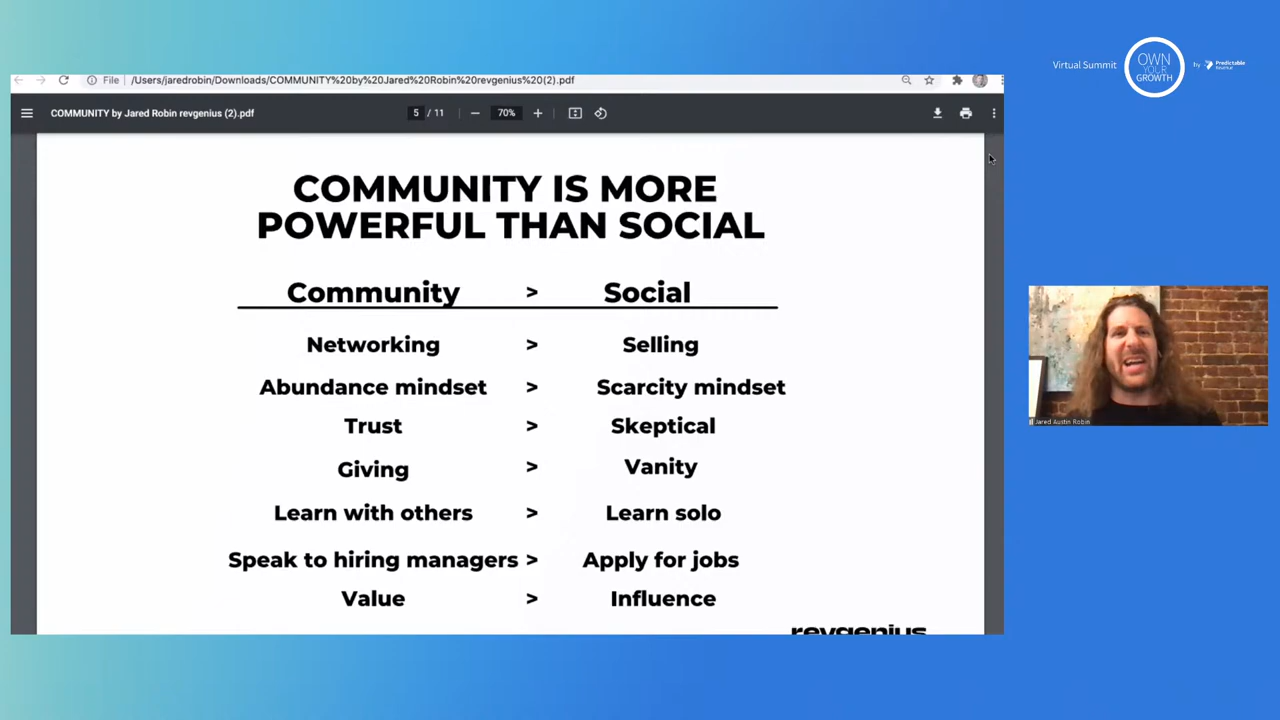 Virtual Summit
OWN
YOUR
GROWTH
by Predictable
Revenue
File /Users/jaredrobin/Downloads/COMMUNITY%20by%20Jared%20Robin%20revgenius%20(2).pdf
COMMUNITY by Jared Robin revgenius (2).pdf 5 / 11 — 70% +
COMMUNITY IS MORE
POWERFUL THAN SOCIAL
Community > Social
Networking > Selling
Abundance mindset > Scarcity mindset
Trust > Skeptical
Giving > Vanity
Learn with others > Learn solo
Speak to hiring managers > Apply for jobs
Value > Influence
revgenius
Jared Austin Robin